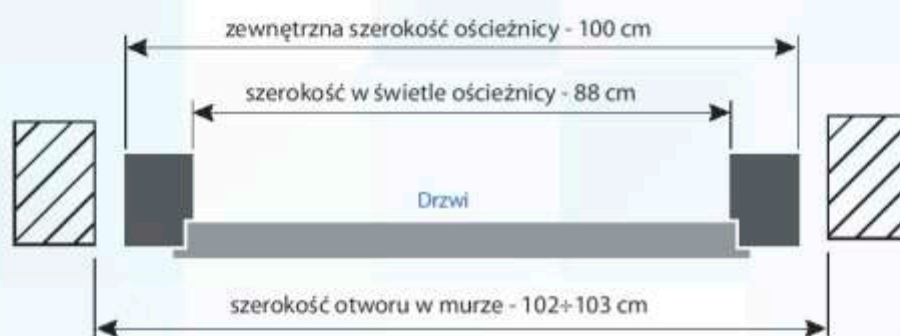 zewnętrzna szerokość ościeżnicy - 100 cm
szerokość w świetle ościeżnicy - 88 cm
Drzwi
szerokość otworu w murze - 102÷103 cm